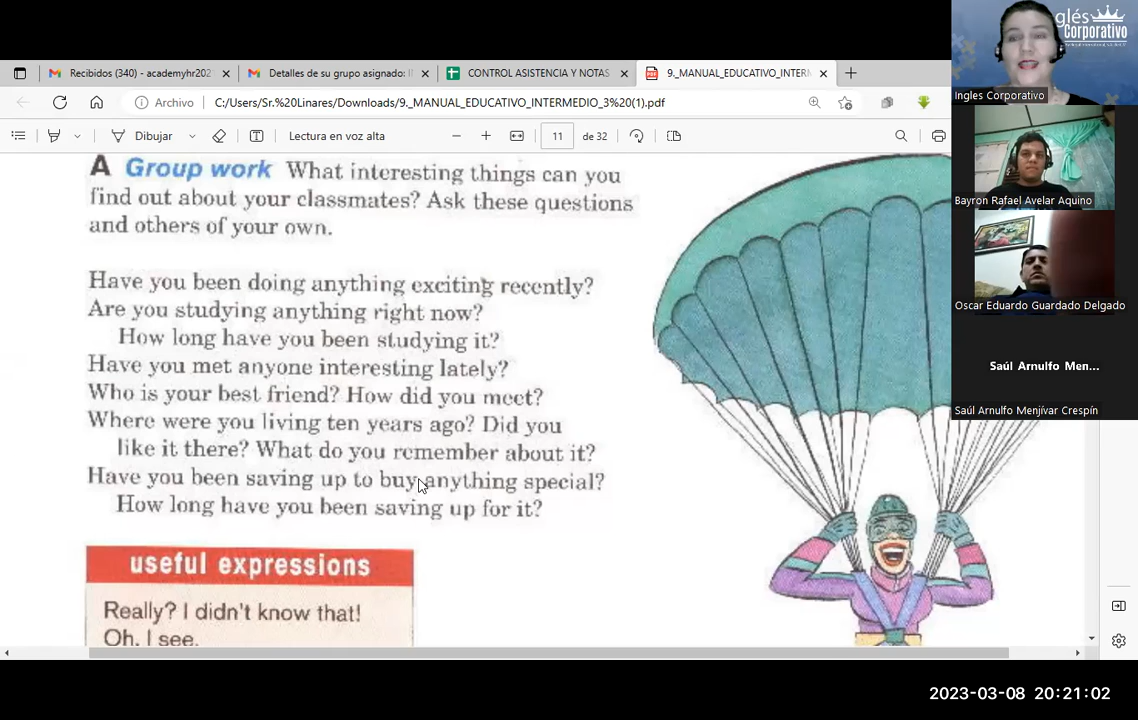 glés
Corporativo
Recibidos (340) - academyhr202
Detalles de su grupo asignado: I
CONTROL ASISTENCIA Y NOTAS
9._MANUAL_EDUCATIVO_INTERM
Ingles Corporativo
Archivo
C:/Users/Sr.%20Linares/Downloads/9._MANUAL_EDUCATIVO_INTERMEDIO_3%20(1).pdf
Dibujar
Lectura en voz alta
11
de 32
A Group work What interesting things can you
find out about your classmates? Ask these questions
and others of your own.
Have you been doing anything exciting recently?
Are you studying anything right now?
How long have you been studying it?
Have you met anyone interesting lately?
Who is your best friend? How did you meet?
Where were you living ten years ago? Did you
like it there? What do you remember about it?
Have you been saving up to buy anything special?
How long have you been saving up for it?
useful expressions
Really? I didn't know that!
Oh, I see.
Bayron Rafael Avelar Aquino
Oscar Eduardo Guardado Delgado
Saúl Arnulfo Men...
Saúl Arnulfo Menjívar Crespín
2023-03-08 20:21:02